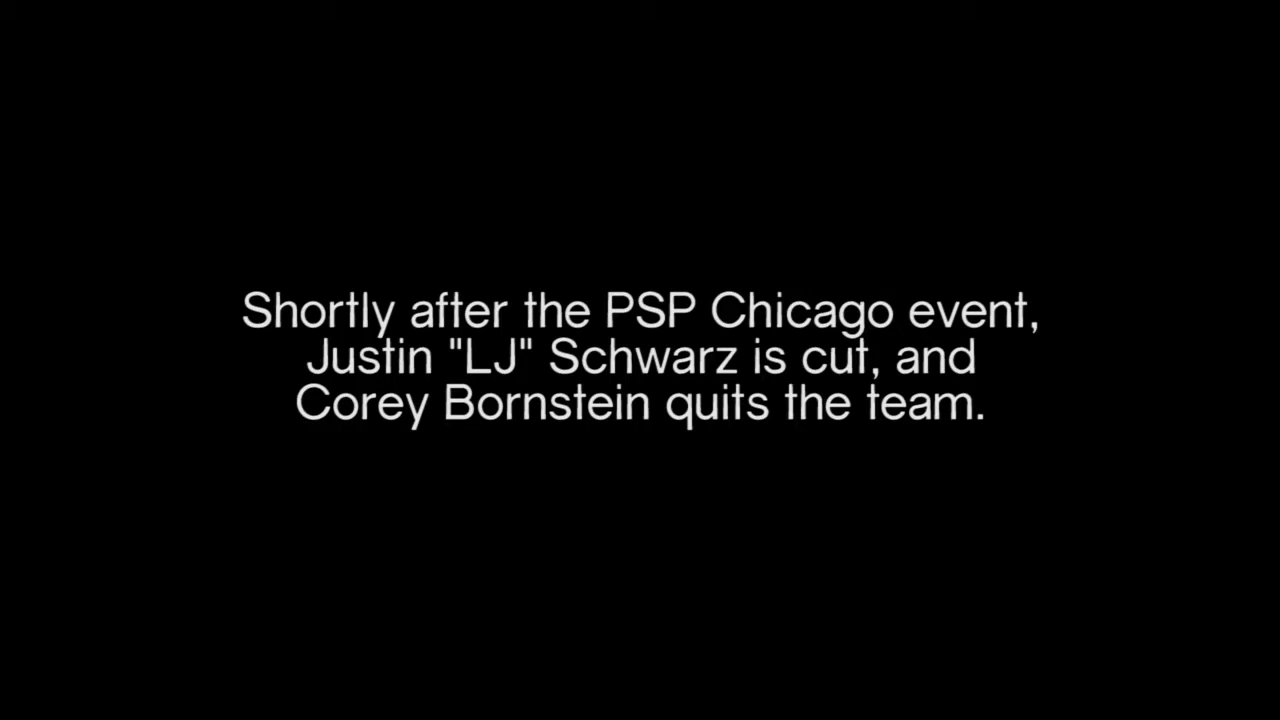 Shortly after the PSP Chicago event,
Justin "LJ" Schwarz is cut, and
Corey Bornstein quits the team.